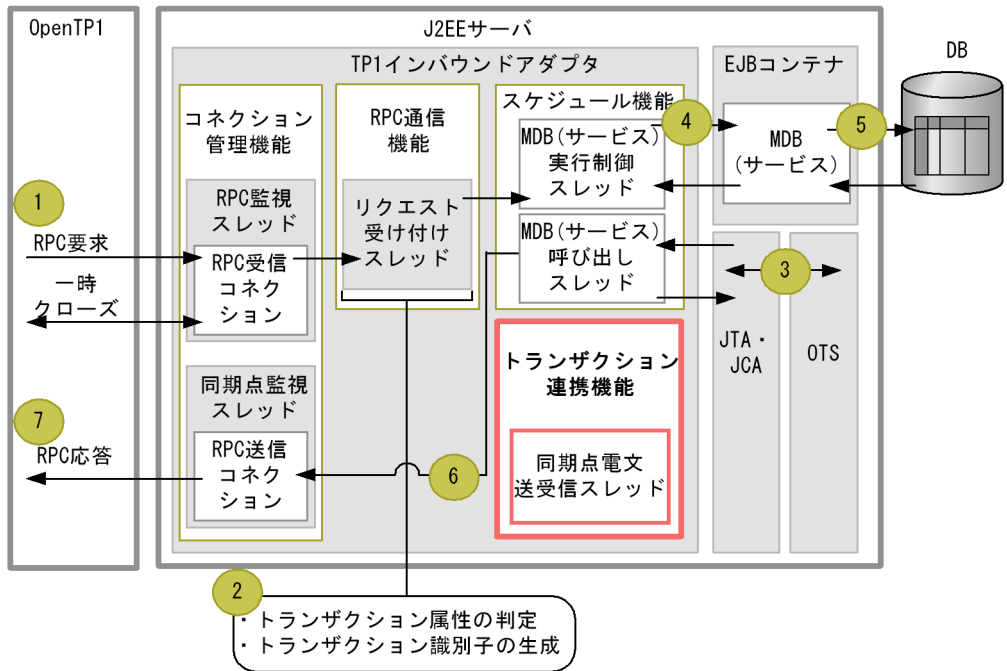 OpenTP1
J2EEサーバ
DB
TP1インバウンドアダプタ
EJBコンテナ
コネクション
管理機能
RPC通信
機能
スケジュール機能
MDB(サービス)
実行制御
スレッド
4
MDB
(サービス)
5
1
RPC要求
RPC監視
スレッド
RPC受信
コネク
ション
リクエスト
受け付け
スレッド
MDB(サービス)
呼び出し
スレッド
3
一時
クローズ
JTA・
JCA
OTS
トランザクション
連携機能
同期点監視
スレッド
7
RPC応答
RPC送信
コネク
ション
6
同期点電文
送受信スレッド
2
・トランザクション属性の判定
・トランザクション識別子の生成